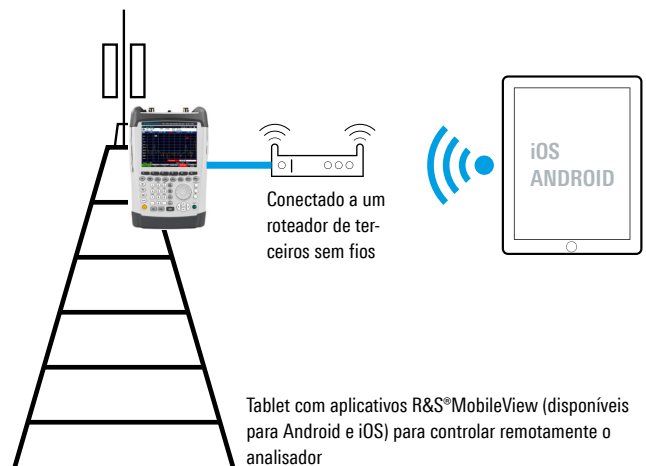 iOS
ANDROID
Conectado a um
roteador de ter-
ceiros sem fios
Tablet com aplicativos R&S®MobileView (disponíveis
para Android e iOS) para controlar remotamente o
analisador